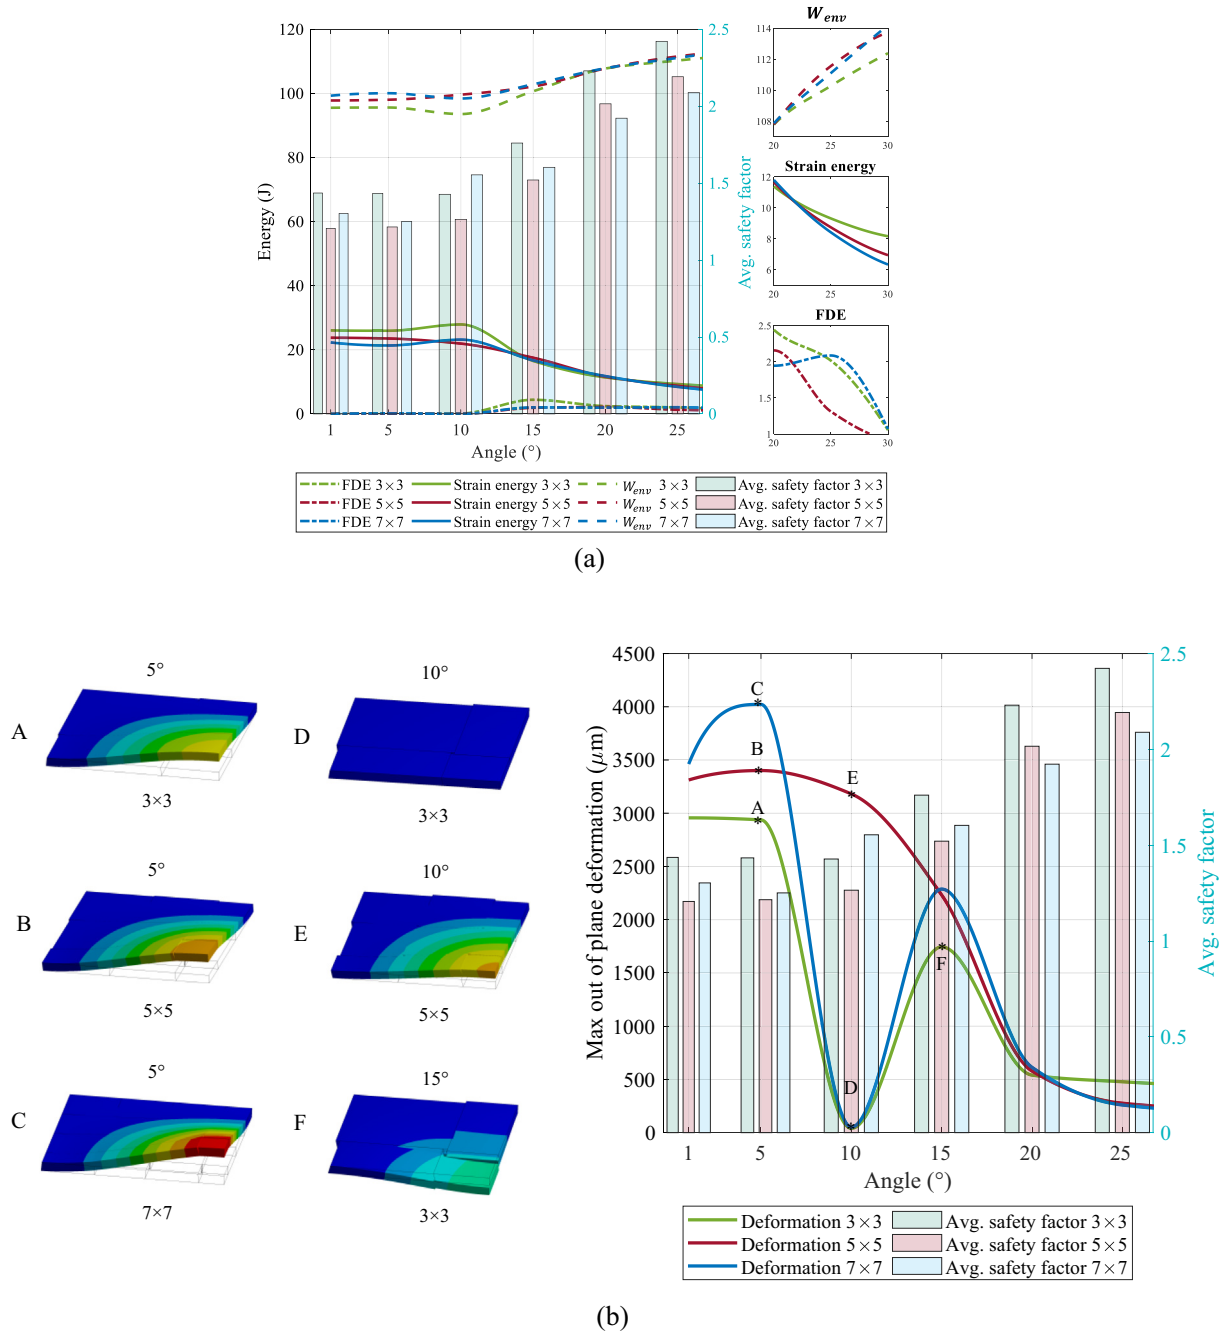 120
100
80
60
40
20
0
Energy (J)
1
5
10
15
20
25
Angle (°)
2.5
2
1.5
1
0.5
0
Avg. safety factor
W_env
114
112
110
108
20
25
30
Strain energy
12
10
8
6
20
25
30
FDE
2.5
2
1.5
1
20
25
30
FDE 3×3 Strain energy 3×3 W_env 3×3 Avg. safety factor 3×3
FDE 5×5 Strain energy 5×5 W_env 5×5 Avg. safety factor 5×5
FDE 7×7 Strain energy 7×7 W_env 7×7 Avg. safety factor 7×7
(a)
5°
A
3×3
10°
D
3×3
5°
B
5×5
10°
E
5×5
5°
C
7×7
15°
F
3×3
4500
4000
3500
3000
2500
2000
1500
1000
500
0
Max out of plane deformation (μm)
C
B
A
E
D
F
1
5
10
15
20
25
Angle (°)
2.5
2
1.5
1
0.5
0
Avg. safety factor
Deformation 3×3 Avg. safety factor 3×3
Deformation 5×5 Avg. safety factor 5×5
Deformation 7×7 Avg. safety factor 7×7
(b)